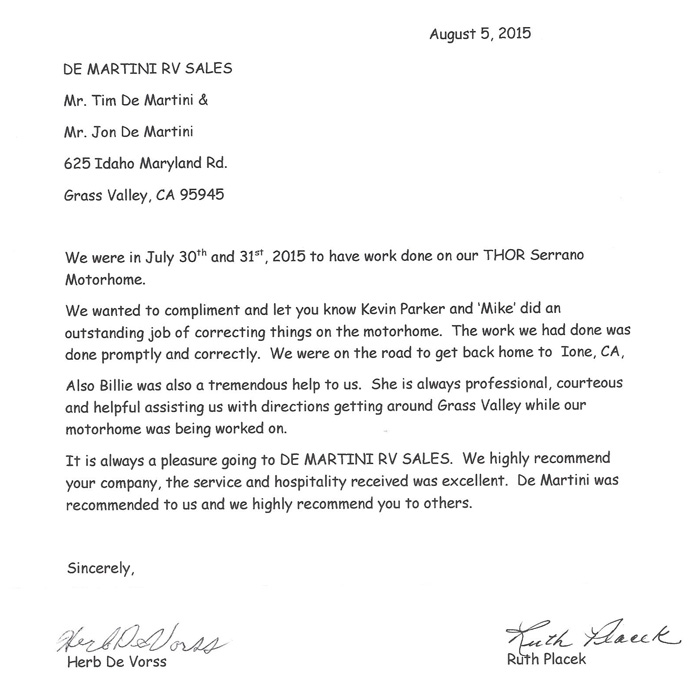 August 5, 2015
DE MARTINI RV SALES
Mr. Tim De Martini &
Mr. Jon De Martini
625 Idaho Maryland Rd.
Grass Valley, CA 95945
We were in July 30th and 31st, 2015 to have work done on our THOR Serrano
Motorhome.
We wanted to compliment and let you know Kevin Parker and ‘Mike’ did an
outstanding job of correcting things on the motorhome. The work we had done was
done promptly and correctly. We were on the road to get back home to Ione, CA,
Also Billie was also a tremendous help to us. She is always professional, courteous
and helpful assisting us with directions getting around Grass Valley while our
motorhome was being worked on.
It is always a pleasure going to DE MARTINI RV SALES. We highly recommend
your company, the service and hospitality received was excellent. De Martini was
recommended to us and we highly recommend you to others.
Sincerely,
Herb De Vorss Ruth Placek
Herb De Vorss Ruth Placek